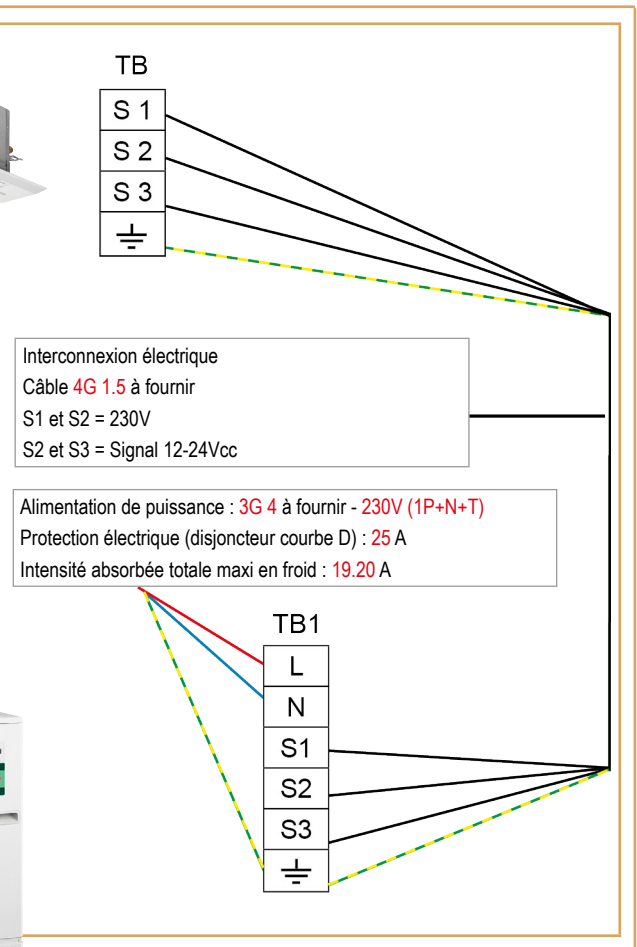 TB
S 1
S 2
S 3
Interconnexion électrique
Câble 4G 1.5 à fournir
S1 et S2 = 230V
S2 et S3 = Signal 12-24Vcc
Alimentation de puissance : 3G 4 à fournir - 230V (1P+N+T)
Protection électrique (disjoncteur courbe D) : 25 A
Intensité absorbée totale maxi en froid : 19.20 A
TB1
L
N
S1
S2
S3